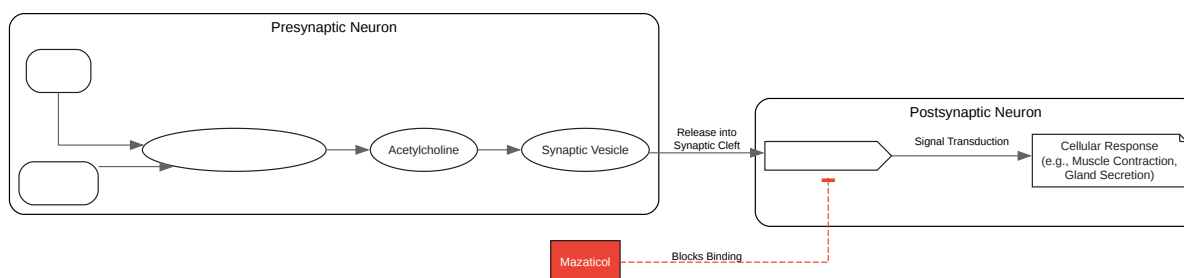 Presynaptic Neuron
Acetylcholine
Synaptic Vesicle
Release into
Synaptic Cleft
Postsynaptic Neuron
Signal Transduction
Cellular Response
(e.g., Muscle Contraction,
Gland Secretion)
Mazaticol
Blocks Binding